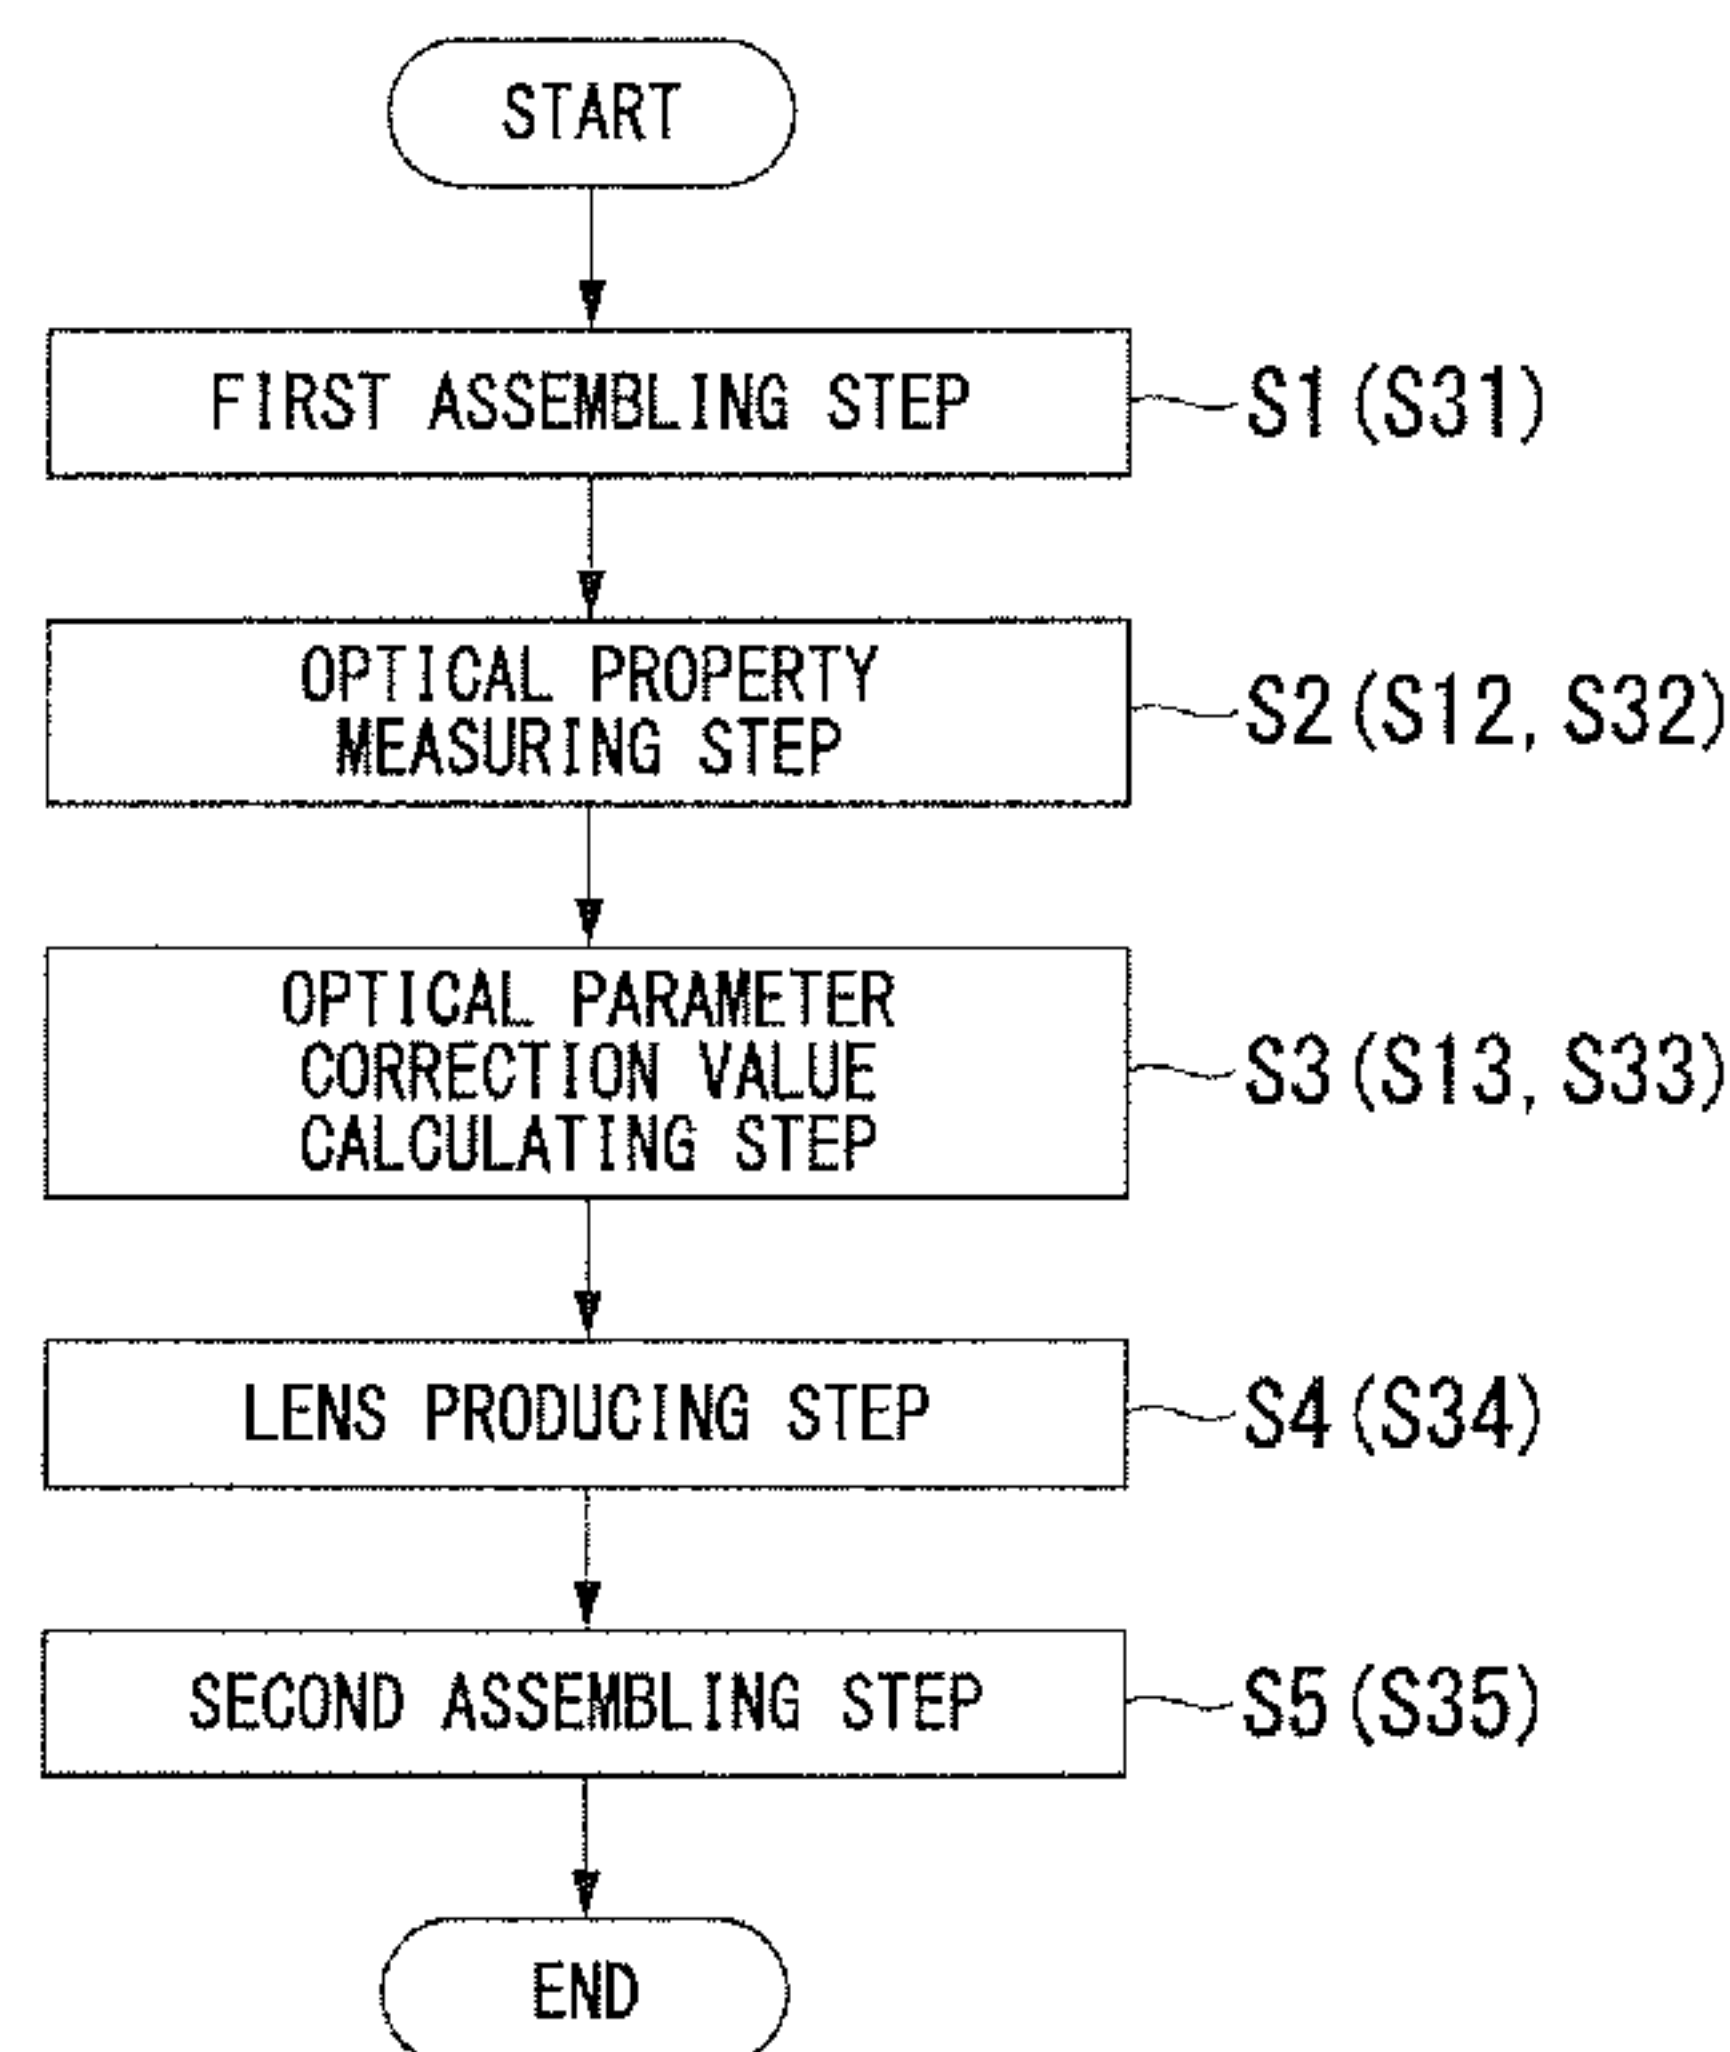 START
FIRST ASSEMBLING STEP
S1(S31)
OPTICAL PROPERTY
MEASURING STEP
S2(S12, S32)
OPTICAL PARAMETER
CORRECTION VALUE
CALCULATING STEP
S3(S13, S33)
LENS PRODUCING STEP
S4(S34)
SECOND ASSEMBLING STEP
S5(S35)
END